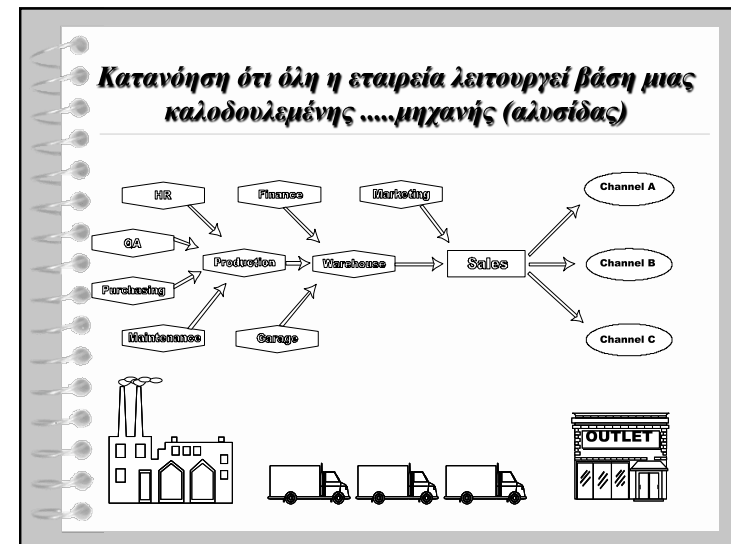 Κατανόηση ότι όλη η εταιρεία λειτουργεί βάση μιας
καλοδουλεμένης .....μηχανής (αλυσίδας)
HR
Finance
Marketing
Channel A
QA
Production
Warehouse
Sales
Channel B
Purchasing
Maintenance
Garage
Channel C
OUTLET